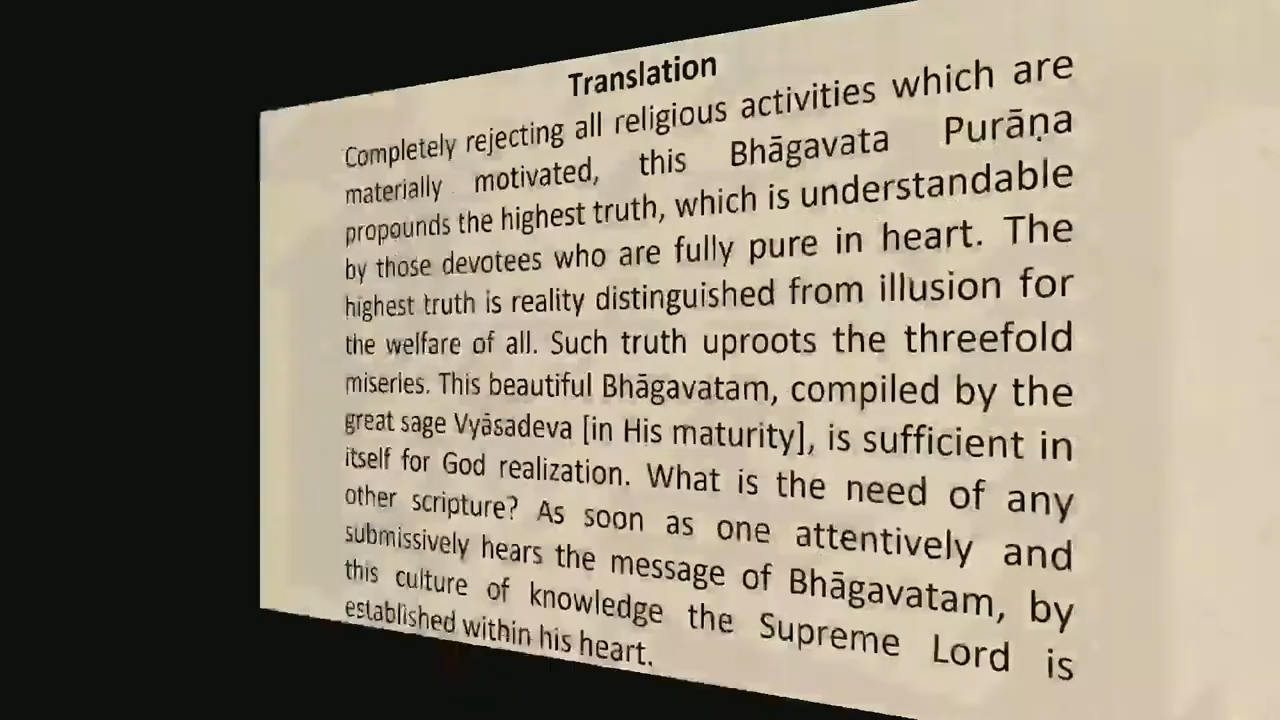 Translation
Completely rejecting all religious activities which are
materially motivated, this Bhāgavata Purāṇa
propounds the highest truth, which is understandable
by those devotees who are fully pure in heart. The
highest truth is reality distinguished from illusion for
the welfare of all. Such truth uproots the threefold
miseries. This beautiful Bhāgavatam, compiled by the
great sage Vyāsadeva [in His maturity], is sufficient in
itself for God realization. What is the need of any
other scripture? As soon as one attentively and
submissively hears the message of Bhāgavatam, by
this culture of knowledge the Supreme Lord is
established within his heart.